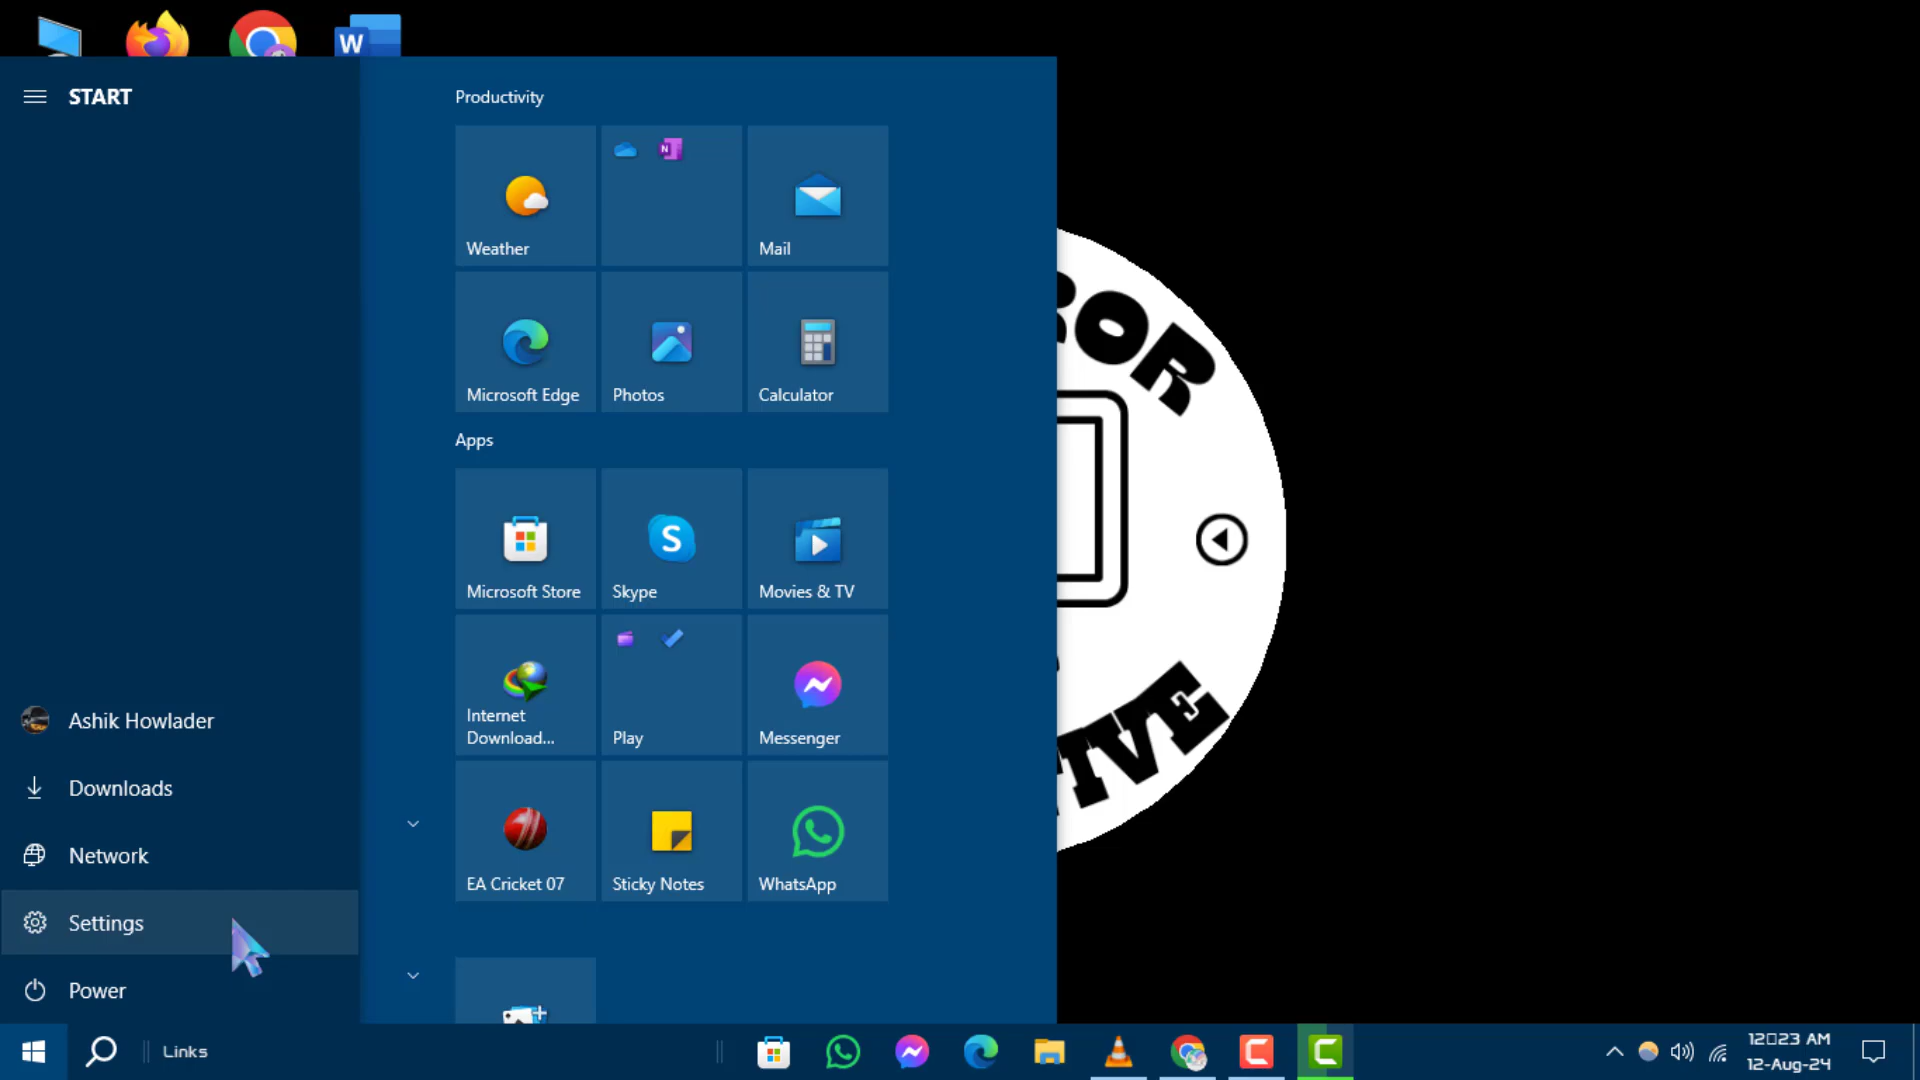 W
START
Productivity
N
Weather
Mail
Microsoft Edge
Photos
Calculator
Apps
S
Microsoft Store
Skype
Movies & TV
Internet
Download...
Play
Messenger
EA Cricket 07
Sticky Notes
WhatsApp
Ashik Howlader
Downloads
Network
Settings
Power
Links
12▯23 AM
12-Aug-24